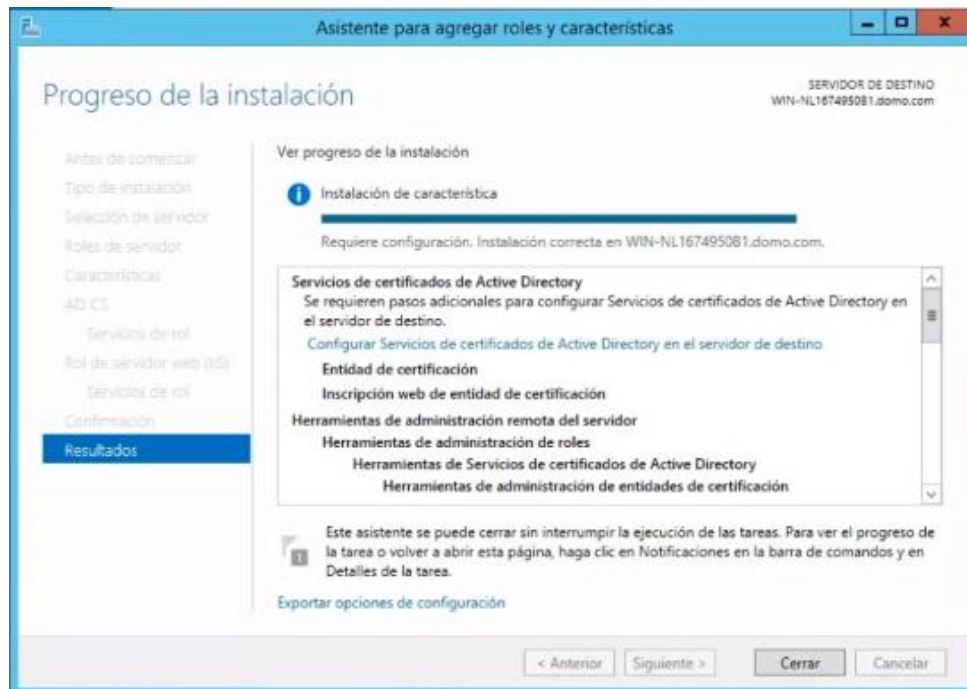 Asistente para agregar roles y características
Progreso de la instalación
SERVIDOR DE DESTINO
WIN-NL167495081.domo.com
Antes de comenzar
Tipo de instalación
Selección de servidor
Roles de servidor
Características
AD CS
Servicios de rol
Rol de servidor web (IIS)
Servicios de rol
Confirmación
Resultados
Ver progreso de la instalación
Instalación de característica
Requiere configuración. Instalación correcta en WIN-NL167495081.domo.com.
Servicios de certificados de Active Directory
Se requieren pasos adicionales para configurar Servicios de certificados de Active Directory en
el servidor de destino.
Configurar Servicios de certificados de Active Directory en el servidor de destino
Entidad de certificación
Inscripción web de entidad de certificación
Herramientas de administración remota del servidor
Herramientas de administración de roles
Herramientas de Servicios de certificados de Active Directory
Herramientas de administración de entidades de certificación
1
Este asistente se puede cerrar sin interrumpir la ejecución de las tareas. Para ver el progreso de
la tarea o volver a abrir esta página, haga clic en Notificaciones en la barra de comandos y en
Detalles de la tarea.
Exportar opciones de configuración
< Anterior
Siguiente >
Cerrar
Cancelar